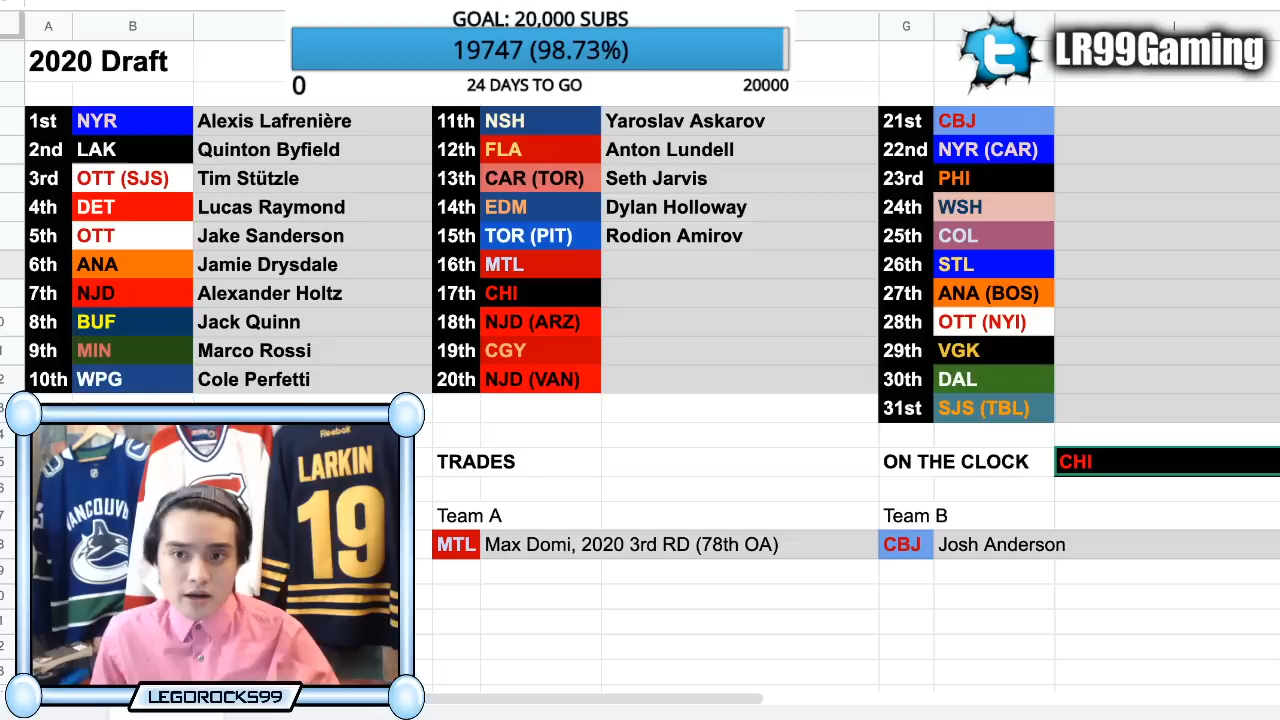 GOAL: 20,000 SUBS
19747 (98.73%)
0 24 DAYS TO GO 20000
LR99Gaming
A B G I
2020 Draft
1st NYR Alexis Lafrenière
2nd LAK Quinton Byfield
3rd OTT (SJS) Tim Stützle
4th DET Lucas Raymond
5th OTT Jake Sanderson
6th ANA Jamie Drysdale
7th NJD Alexander Holtz
8th BUF Jack Quinn
9th MIN Marco Rossi
10th WPG Cole Perfetti
11th NSH Yaroslav Askarov
12th FLA Anton Lundell
13th CAR (TOR) Seth Jarvis
14th EDM Dylan Holloway
15th TOR (PIT) Rodion Amirov
16th MTL
17th CHI
18th NJD (ARZ)
19th CGY
20th NJD (VAN)
21st CBJ
22nd NYR (CAR)
23rd PHI
24th WSH
25th COL
26th STL
27th ANA (BOS)
28th OTT (NYI)
29th VGK
30th DAL
31st SJS (TBL)
TRADES
ON THE CLOCK CHI
Team A
Team B
MTL Max Domi, 2020 3rd RD (78th OA)
CBJ Josh Anderson
Reebok
LARKIN
19
VANCOUVE
LEGOROCKS99